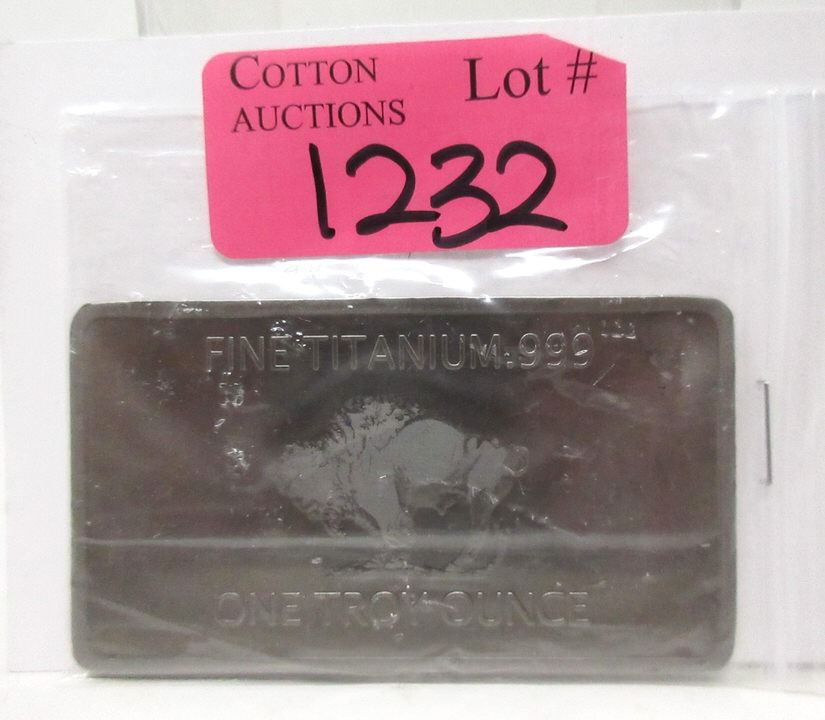 COTTON
AUCTIONS
Lot #
1232
FINE TITANIUM .999
ONE TROY OUNCE